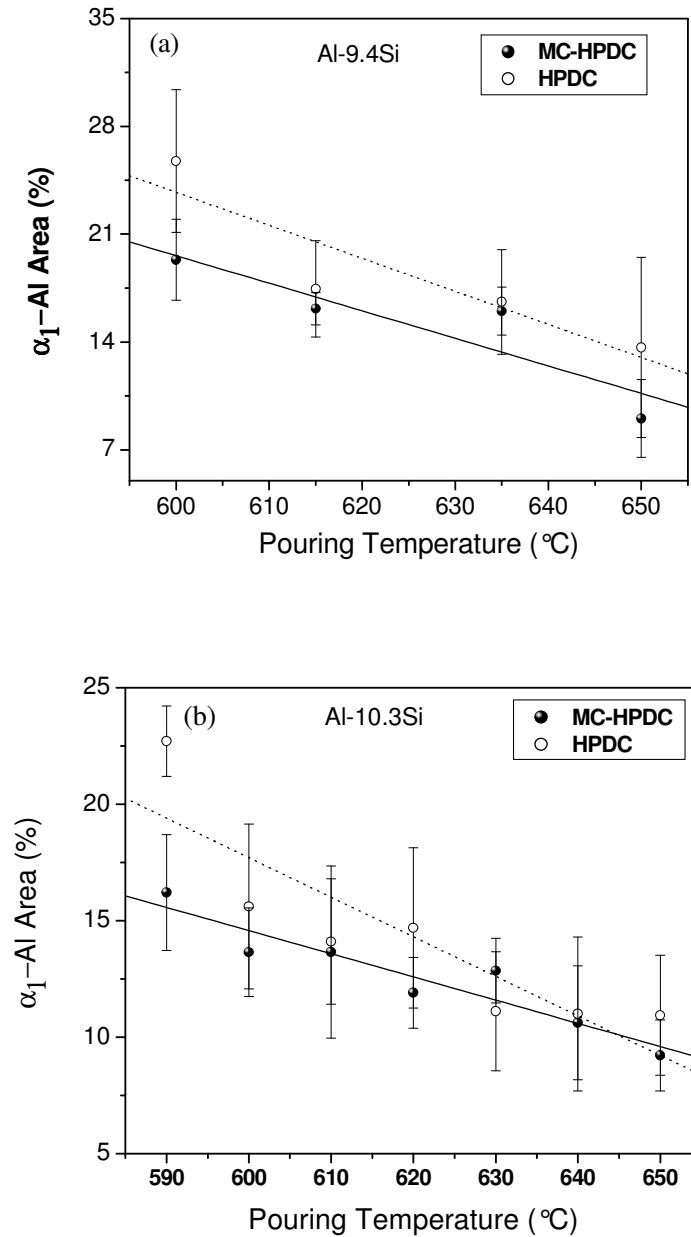 35
28
21
14
7
α1−Al Area (%)
(a)
Al-9.4Si
MC-HPDC
HPDC
600 610 620 630 640 650
Pouring Temperature (°C)
25
20
15
10
5
α1−Al Area (%)
(b)
Al-10.3Si
MC-HPDC
HPDC
590 600 610 620 630 640 650
Pouring Temperature (°C)